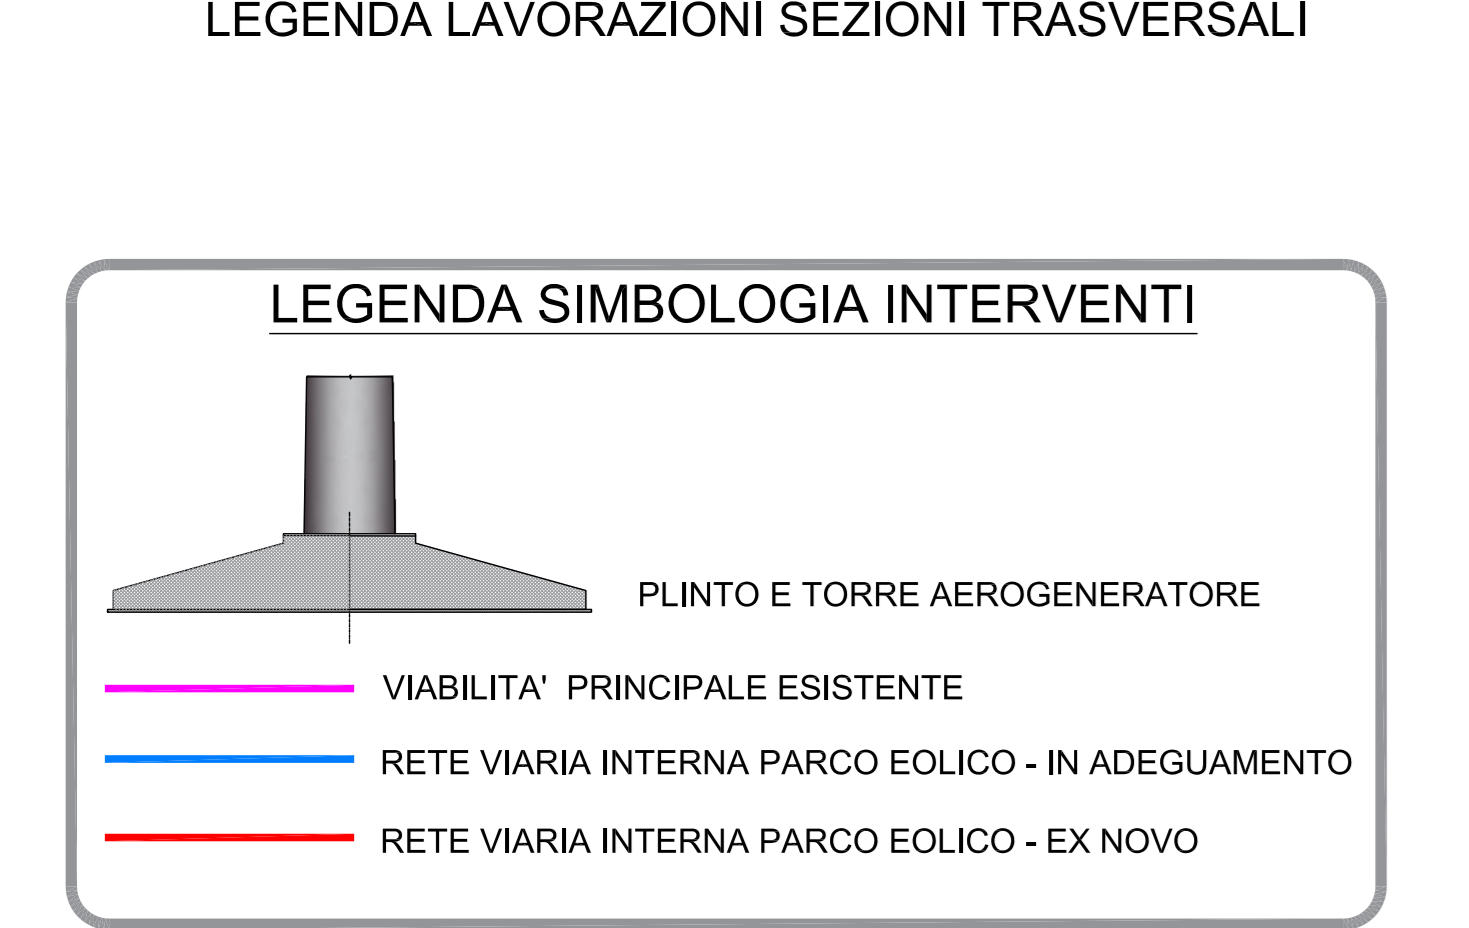 LEGENDA LAVORAZIONI SEZIONI TRASVERSALI
LEGENDA SIMBOLOGIA INTERVENTI
PLINTO E TORRE AEROGENERATORE
VIABILITA' PRINCIPALE ESISTENTE
RETE VIARIA INTERNA PARCO EOLICO - IN ADEGUAMENTO
RETE VIARIA INTERNA PARCO EOLICO - EX NOVO